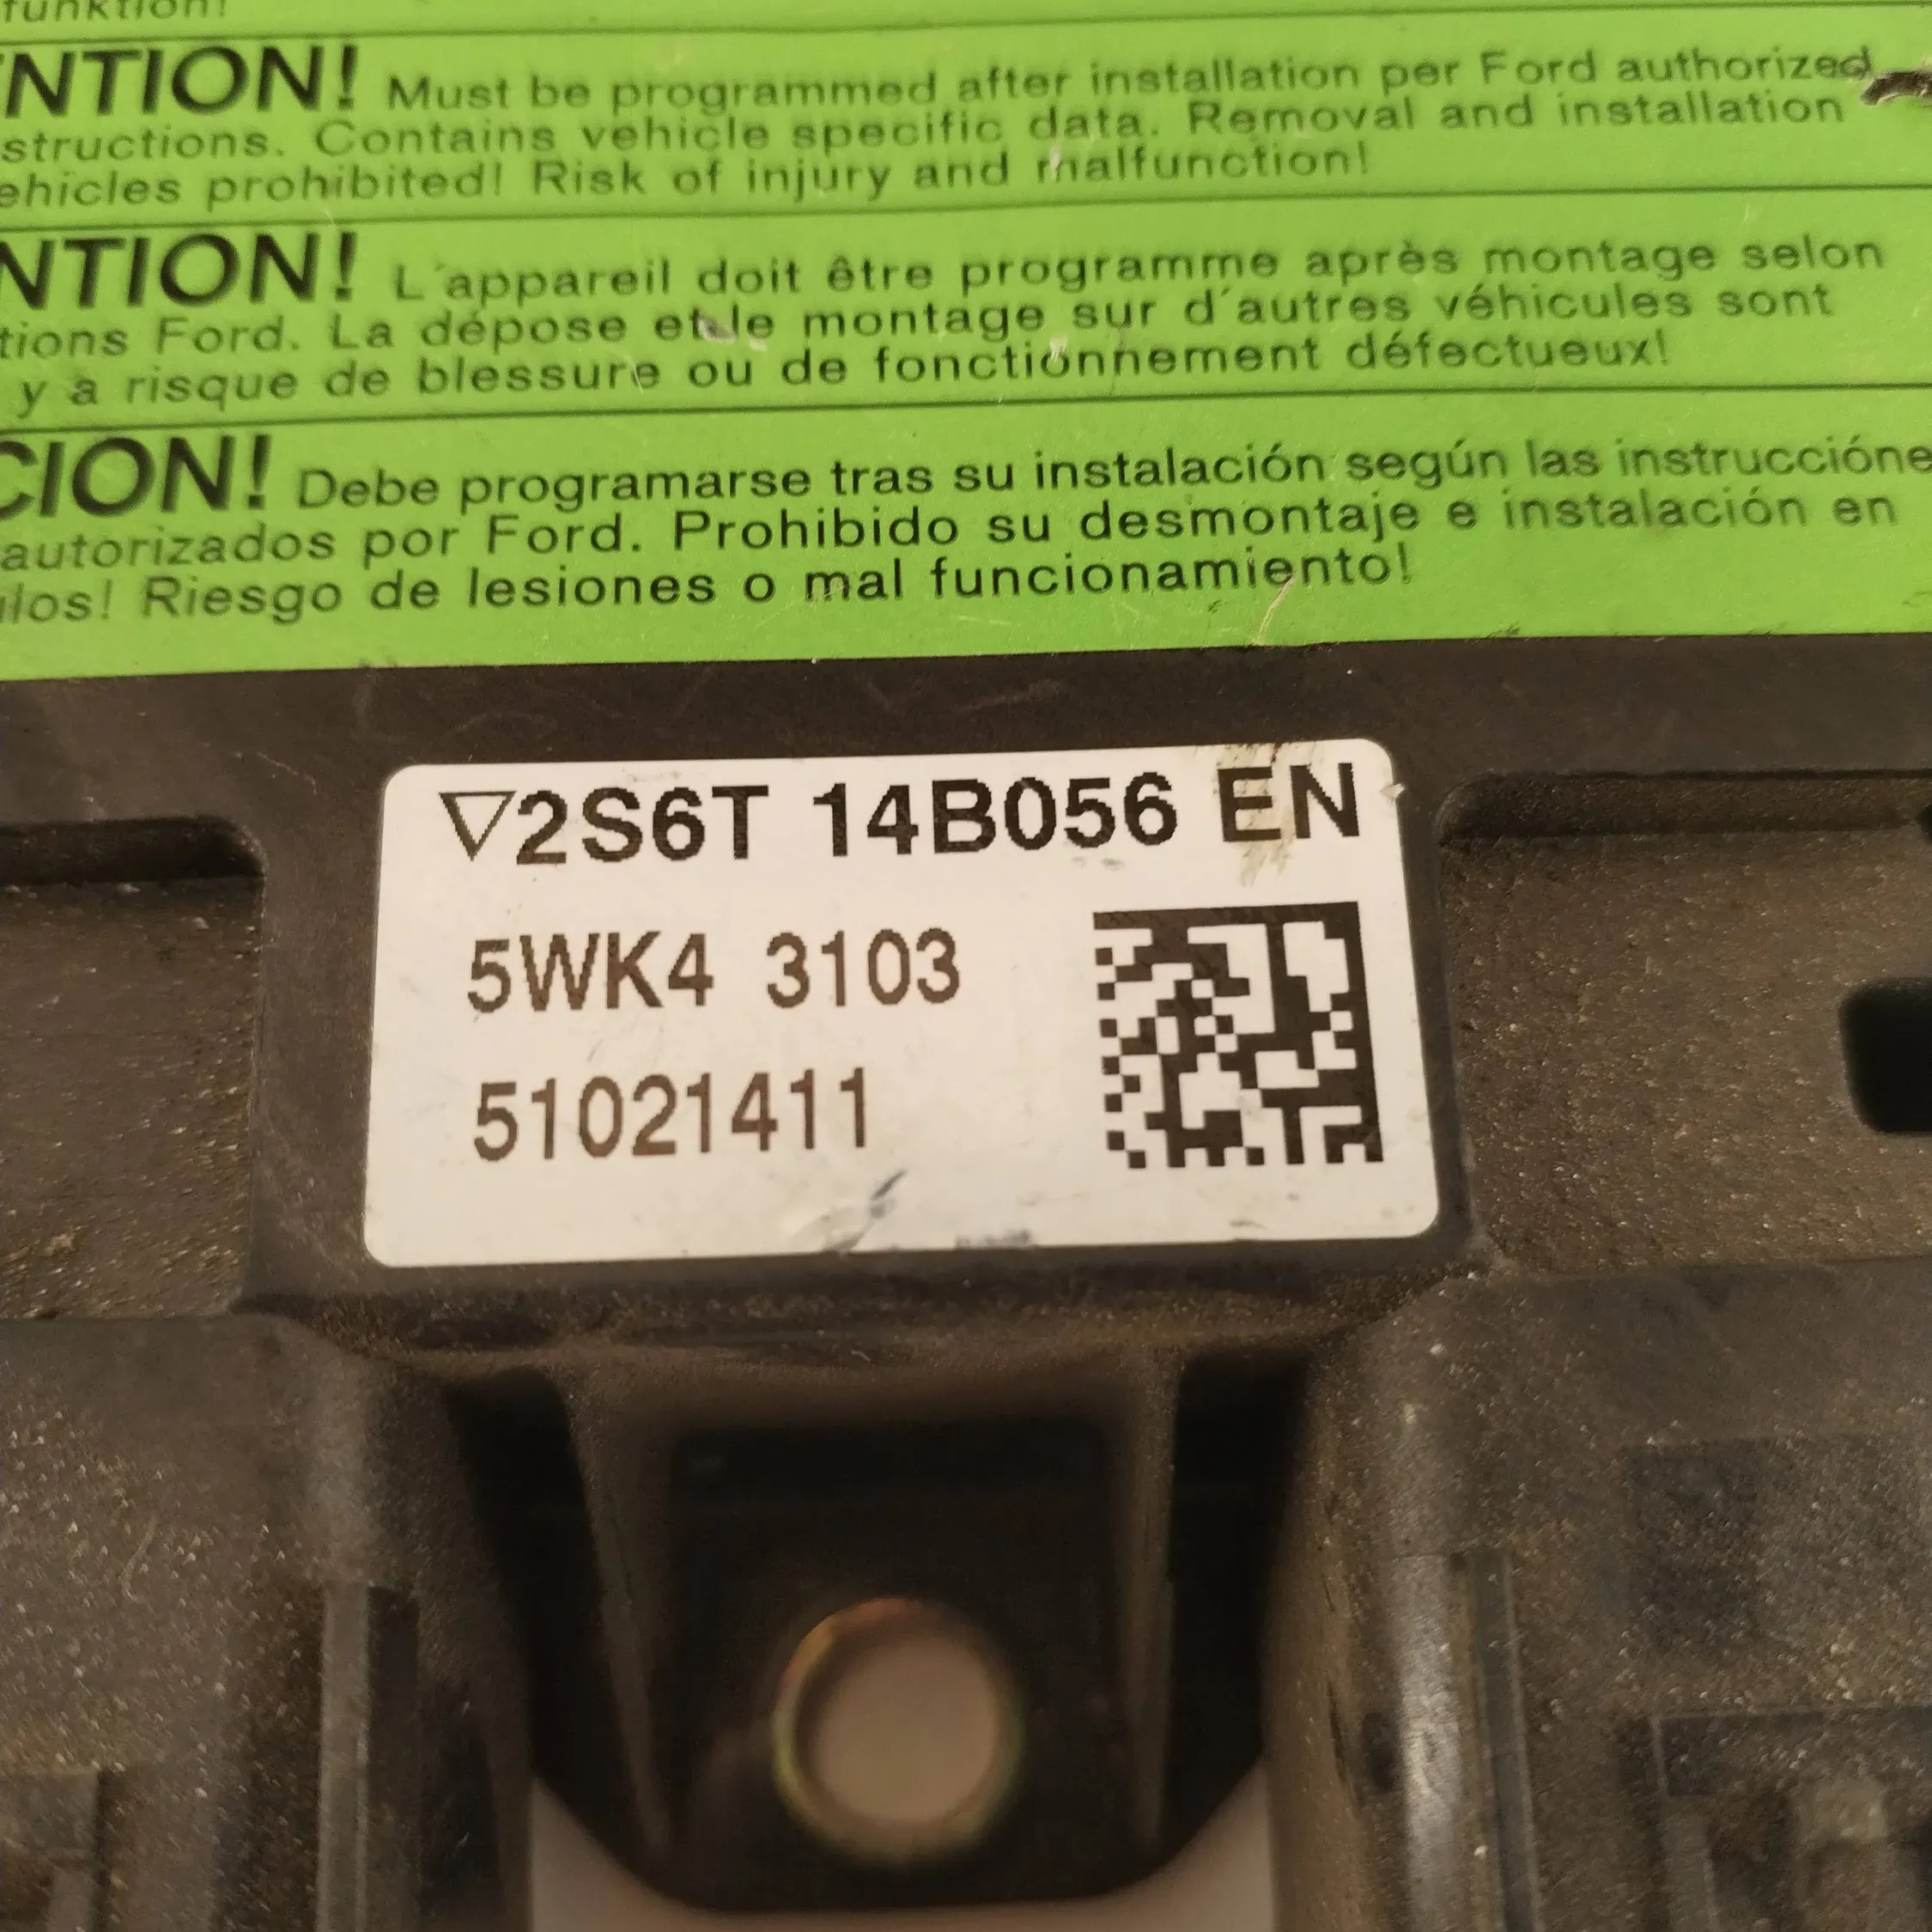 funktion!
NTION! Must be programmed after installation per Ford authorized
structions. Contains vehicle specific data. Removal and installation
ehicles prohibited! Risk of injury and malfunction!
NTION! L´appareil doit être programme après montage selon
tions Ford. La dépose et le montage sur d´autres véhicules sont
y a risque de blessure ou de fonctionnement défectueux!
CION! Debe programarse tras su instalación según las instruccióne
autorizados por Ford. Prohibido su desmontaje e instalación en
ulos! Riesgo de lesiones o mal funcionamiento!
▽2S6T 14B056 EN
5WK4 3103
51021411